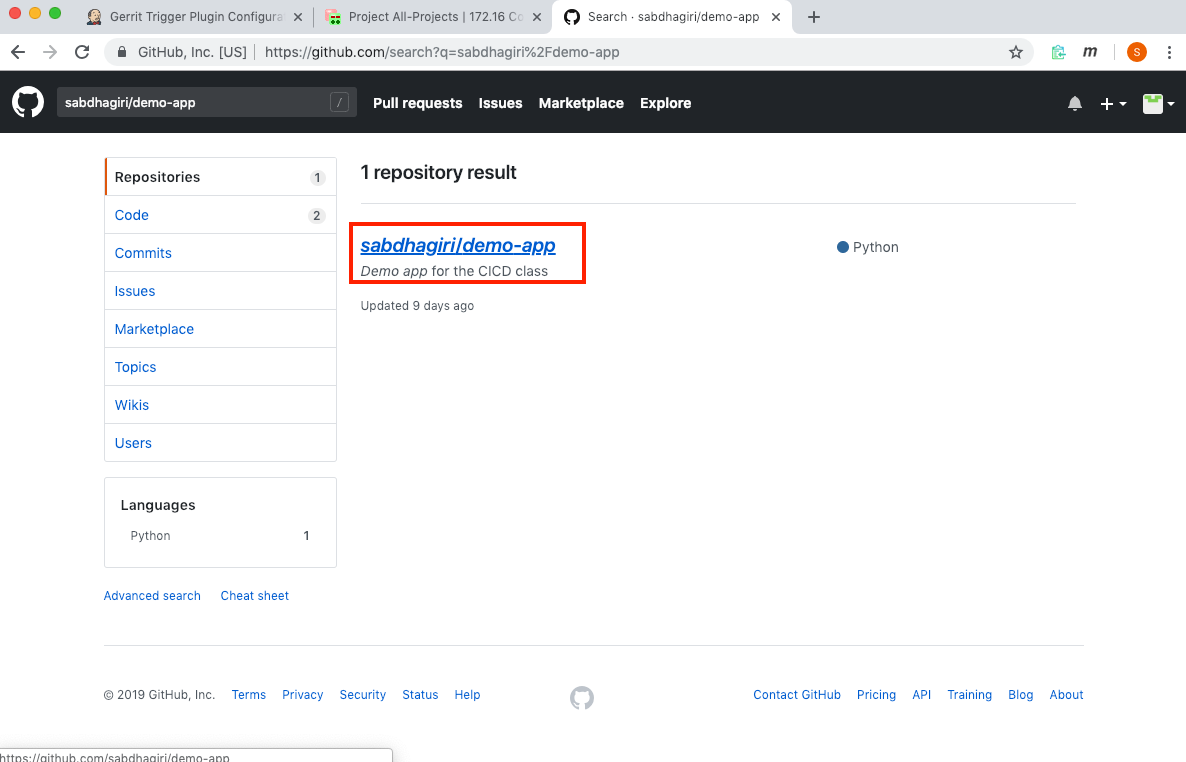 Gerrit Trigger Plugin Configura
Project All-Projects | 172.16 Co
Search · sabdhagiri/demo-app
GitHub, Inc. [US] | https://github.com/search?q=sabdhagiri%2Fdemo-app
m
S
sabdhagiri/demo-app /
Pull requests Issues Marketplace Explore
Repositories 1
Code 2
Commits
Issues
Marketplace
Topics
Wikis
Users
Languages
Python 1
Advanced search Cheat sheet
1 repository result
sabdhagiri/demo-app
Python
Demo app for the CICD class
Updated 9 days ago
© 2019 GitHub, Inc. Terms Privacy Security Status Help
Contact GitHub Pricing API Training Blog About
https://github.com/sabdhagiri/demo-app